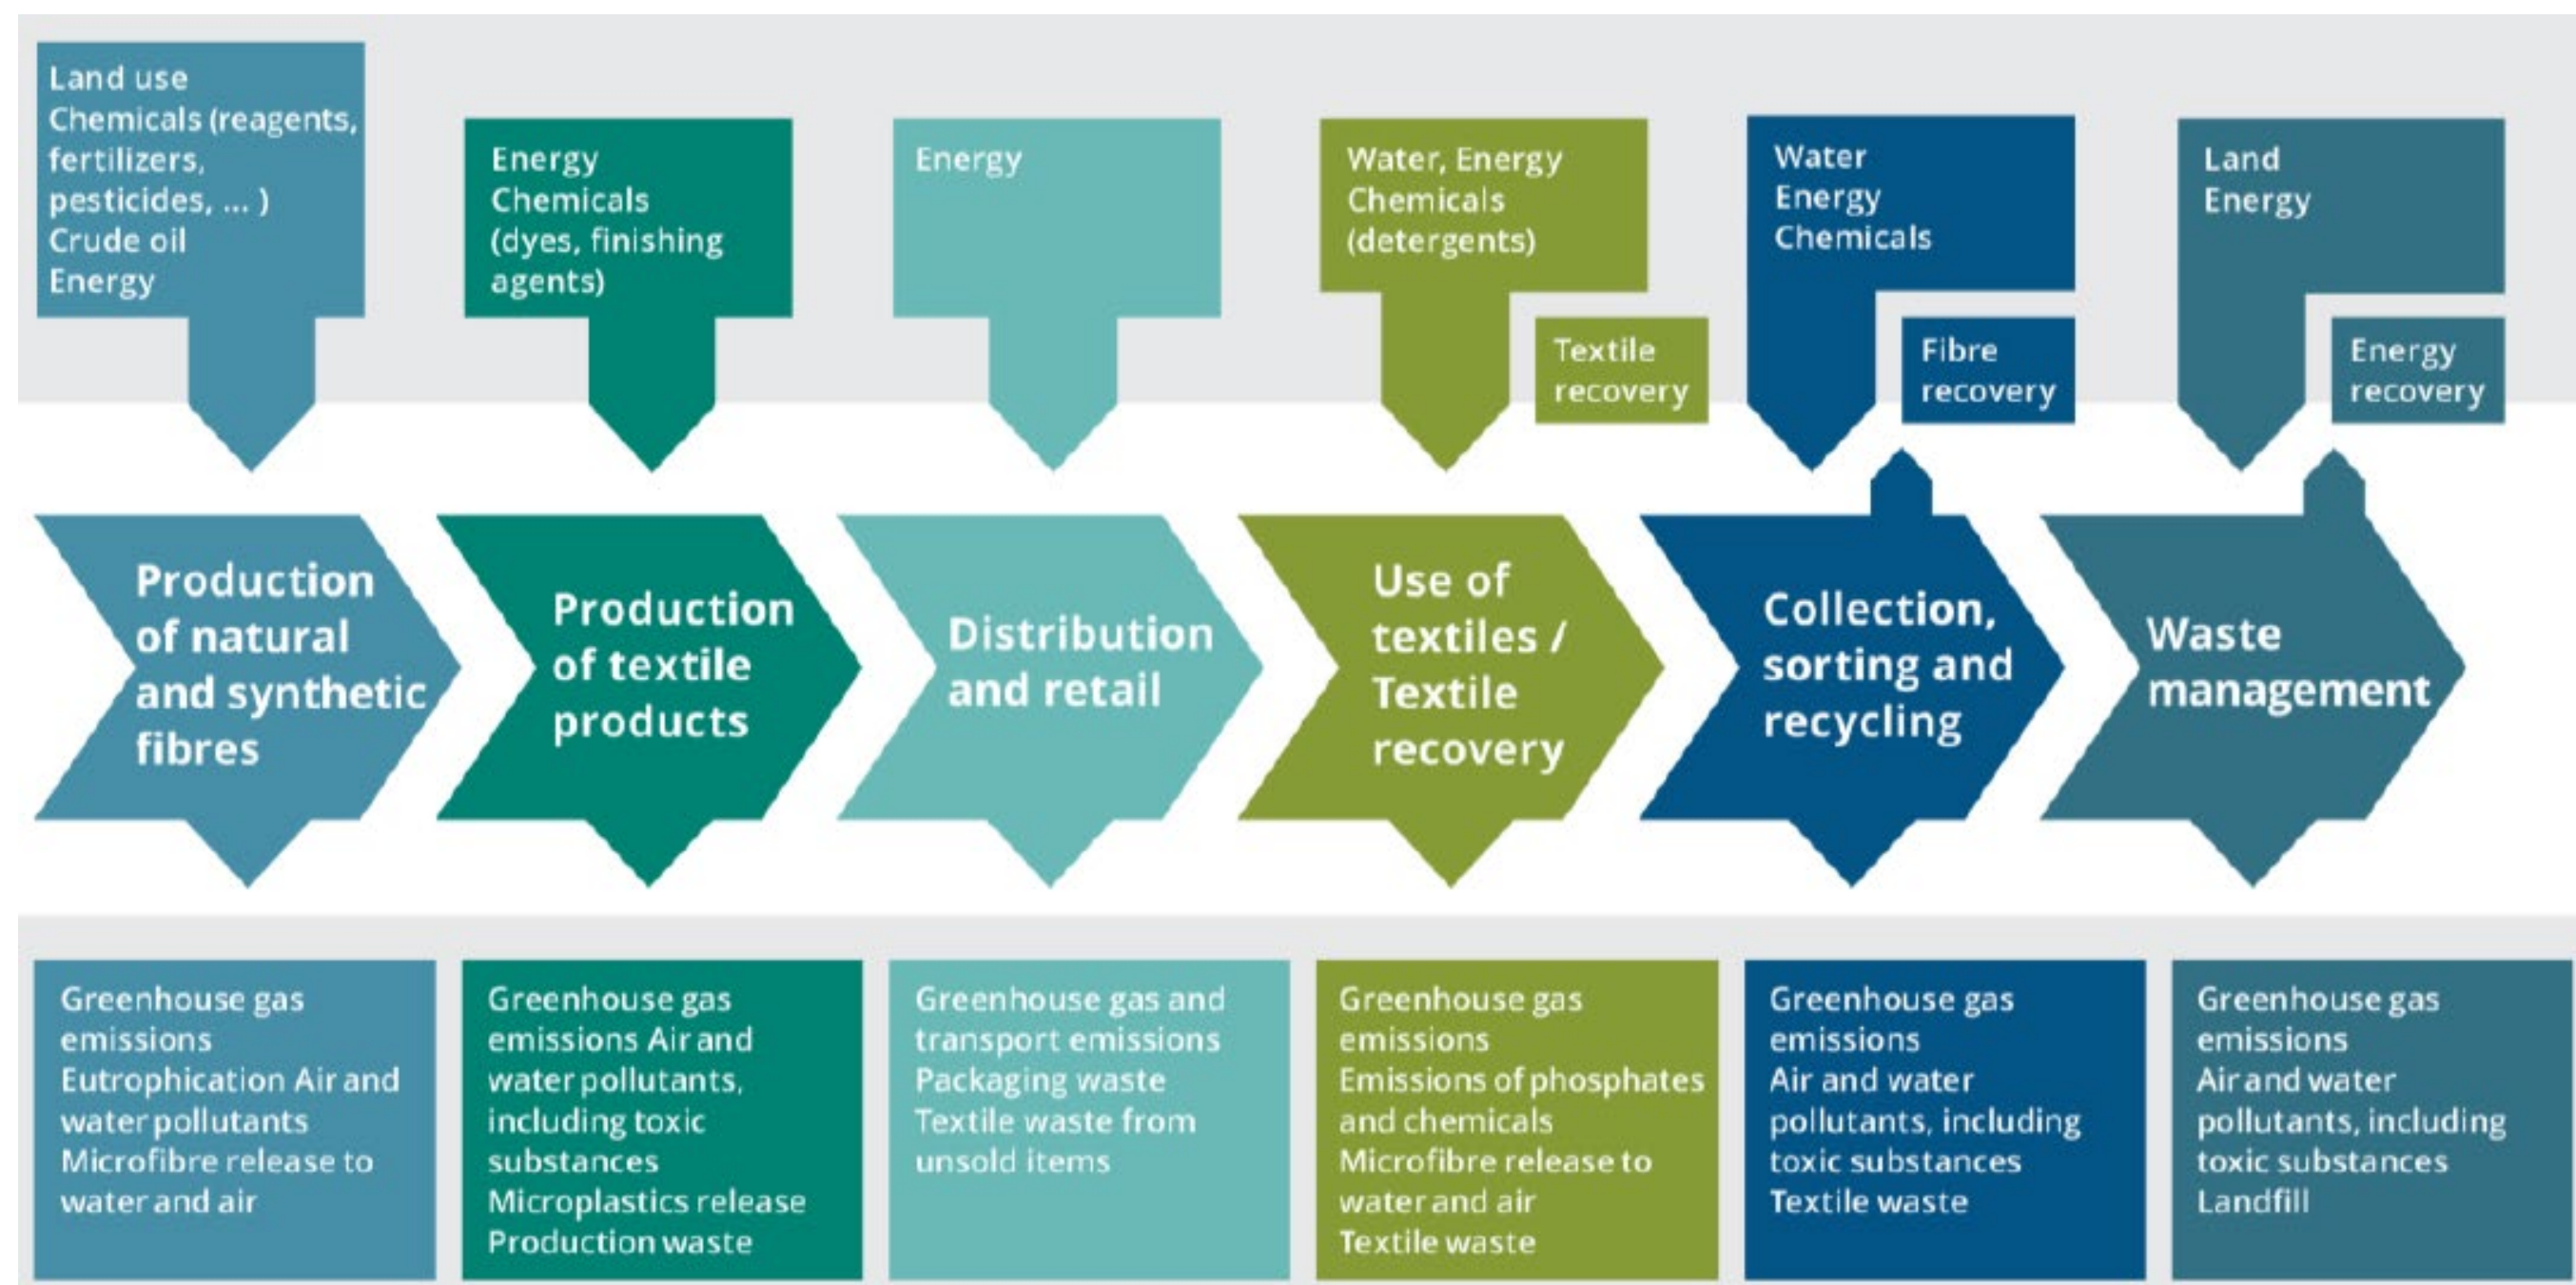 Land use
Chemicals (reagents,
fertilizers,
pesticides, ... )
Crude oil
Energy
Energy
Chemicals
(dyes, finishing
agents)
Energy
Water, Energy
Chemicals
(detergents)
Textile
recovery
Water
Energy
Chemicals
Fibre
recovery
Land
Energy
Energy
recovery
Production
of natural
and synthetic
fibres
Production
of textile
products
Distribution
and retail
Use of
textiles /
Textile
recovery
Collection,
sorting and
recycling
Waste
management
Greenhouse gas
emissions
Eutrophication Air and
water pollutants
Microfibre release to
water and air
Greenhouse gas
emissions Air and
water pollutants,
including toxic
substances
Microplastics release
Production waste
Greenhouse gas and
transport emissions
Packaging waste
Textile waste from
unsold items
Greenhouse gas
emissions
Emissions of phosphates
and chemicals
Microfibre release to
water and air
Textile waste
Greenhouse gas
emissions
Air and water
pollutants, including
toxic substances
Textile waste
Greenhouse gas
emissions
Air and water
pollutants, including
toxic substances
Landfill